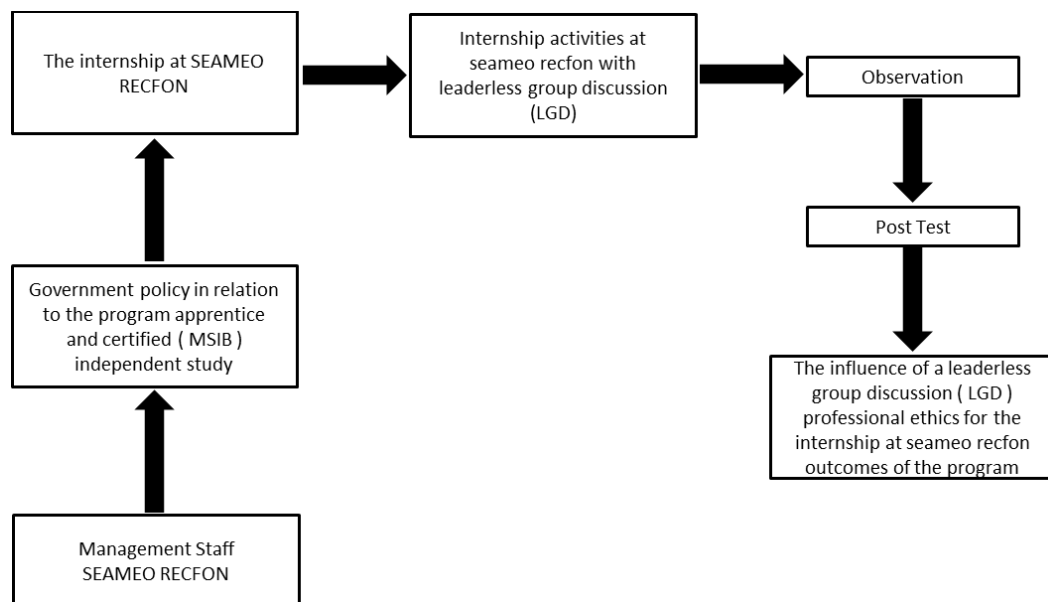 The internship at SEAMEO
RECFON
Internship activities at
seameo recfon with
leaderless group discussion
(LGD)
Observation
Post Test
Government policy in relation
to the program apprentice
and certified ( MSIB )
independent study
The influence of a leaderless
group discussion ( LGD )
professional ethics for the
internship at seameo recfon
outcomes of the program
Management Staff
SEAMEO RECFON